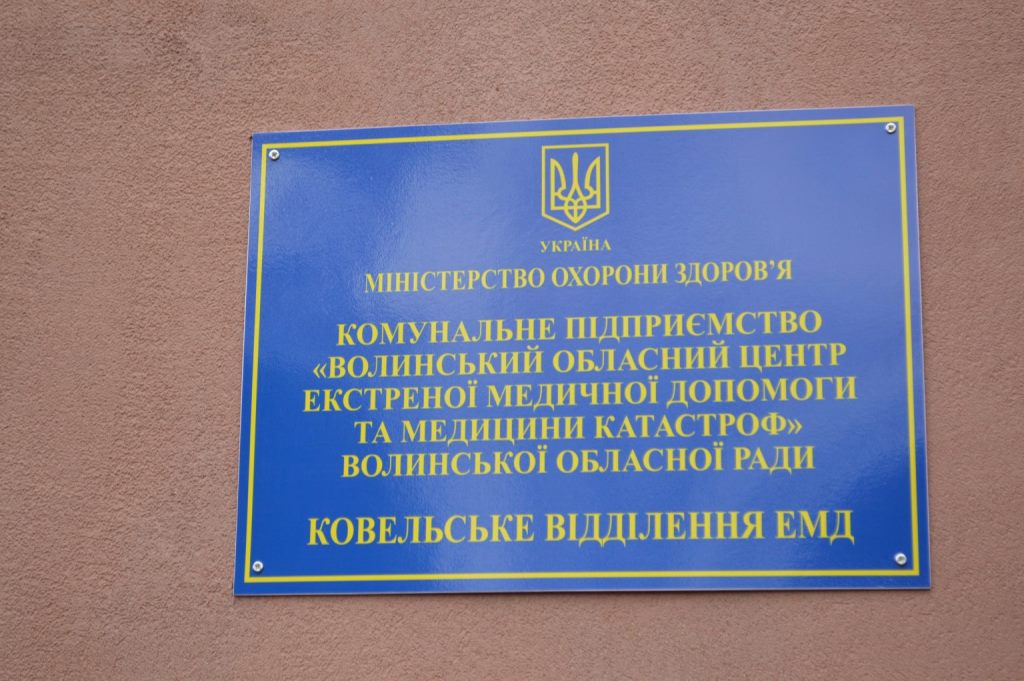 УКРАЇНА
МІНІСТЕРСТВО ОХОРОНИ ЗДОРОВ’Я
КОМУНАЛЬНЕ ПІДПРИЄМСТВО
«ВОЛИНСЬКИЙ ОБЛАСНИЙ ЦЕНТР
ЕКСТРЕНОЇ МЕДИЧНОЇ ДОПОМОГИ
ТА МЕДИЦИНИ КАТАСТРОФ»
ВОЛИНСЬКОЇ ОБЛАСНОЇ РАДИ
КОВЕЛЬСЬКЕ ВІДДІЛЕННЯ ЕМД